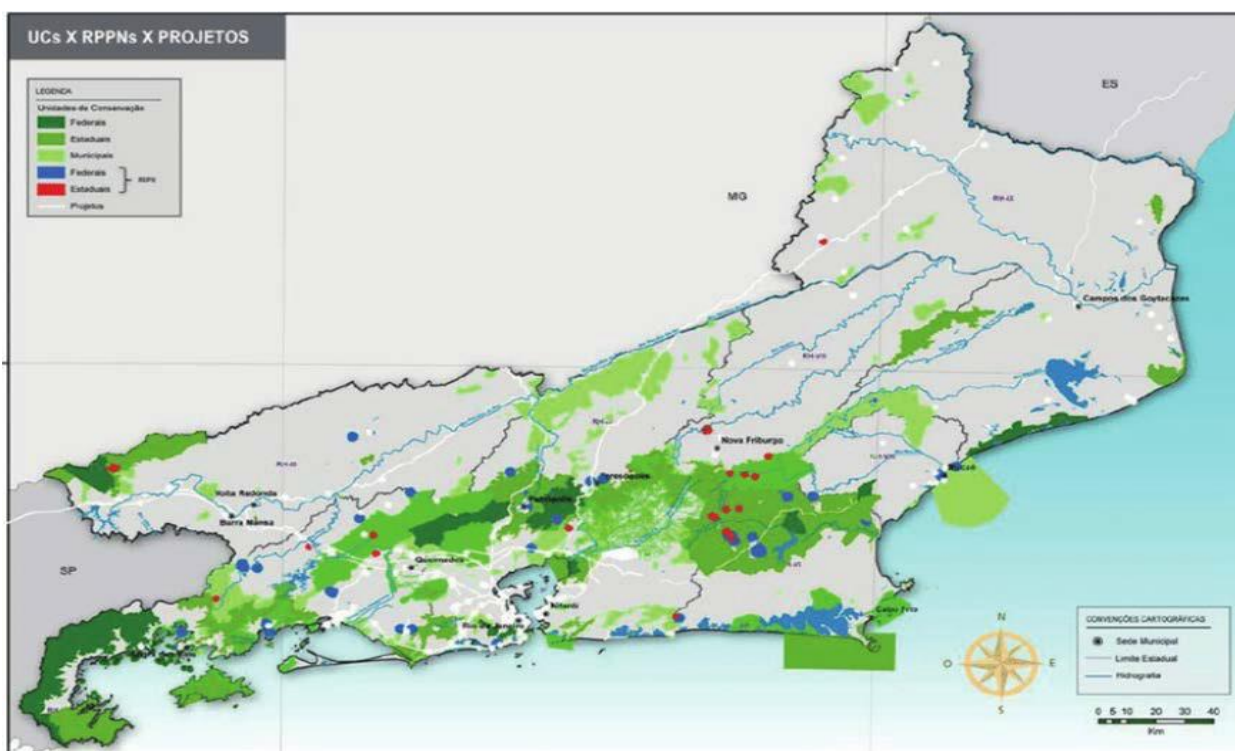 UCs X RPPNs X PROJETOS
LEGENDA
Unidades de Conservação
Federais
Estaduais
Municipais
Federais
Estaduais
Projetos
ES
MG
SP
RH-IX
Campos dos Goytacazes
Nova Friburgo
Macaé
Teresópolis
Petrópolis
Volta Redonda
Barra Mansa
Queimados
Niterói
Rio de Janeiro
Cabo Frio
N
O
E
S
CONVENÇÕES CARTOGRÁFICAS
Sede Municipal
Limite Estadual
Hidrografia
0 5 10 20 30 40
Km